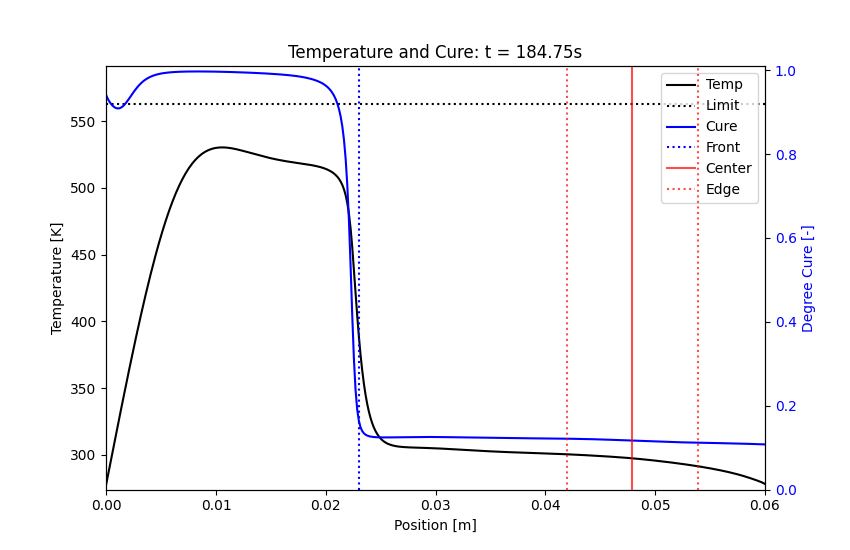 Temperature and Cure: t = 184.75s
Temperature [K]
550
500
450
400
350
300
Temp
Limit
Cure
Front
Center
Edge
1.0
0.8
0.6
0.4
0.2
0.0
Degree Cure [-]
0.00 0.01 0.02 0.03 0.04 0.05 0.06
Position [m]